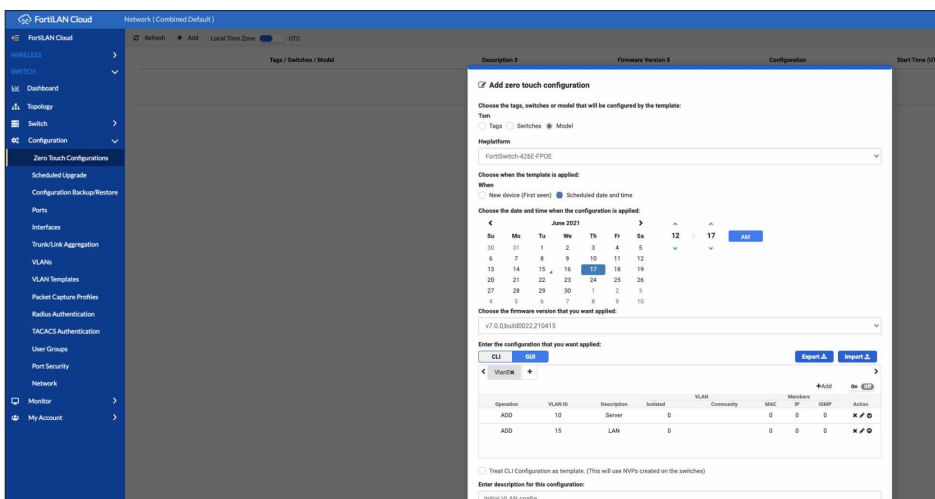 FortiLAN Cloud Network ( Combined Default )
FortiLAN Cloud Refresh + Add Local Time Zone UTC
WIRELESS
SWITCH
Dashboard
Topology
Switch
Configuration
Zero Touch Configurations
Scheduled Upgrade
Configuration Backup/Restore
Ports
Interfaces
Trunk/Link Aggregation
VLANs
VLAN Templates
Packet Capture Profiles
Radius Authentication
TACACS Authentication
User Groups
Port Security
Network
Monitor
My Account
Tags / Switches / Model Description Firmware Version Configuration Start Time (UT
Add zero touch configuration
Choose the tags, switches or model that will be configured by the template:
Tsm
Tags Switches Model
Hwplatform
FortiSwitch-426E-FPOE
Choose when the template is applied:
When
New device (First seen) Scheduled date and time
Choose the date and time when the configuration is applied:
June 2021
Su Mo Tu We Th Fr Sa 12 : 17 AM
30 31 1 2 3 4 5
6 7 8 9 10 11 12
13 14 15 16 17 18 19
20 21 22 23 24 25 26
27 28 29 30 1 2 3
4 5 6 7 8 9 10
Choose the firmware version that you want applied:
v7.0.0,build0022,210415
Enter the configuration that you want applied:
CLI GUI Export Import
Vlan0 x +
+Add On Off
VLAN Members
Operation VLAN ID Description Isolated Community MAC IP IGMP Action
ADD 10 Server 0 0 0 0
ADD 15 LAN 0 0 0 0
Treat CLI Configuration as template. (This will use NVPs created on the switches)
Enter description for this configuration:
Initial VLAN config